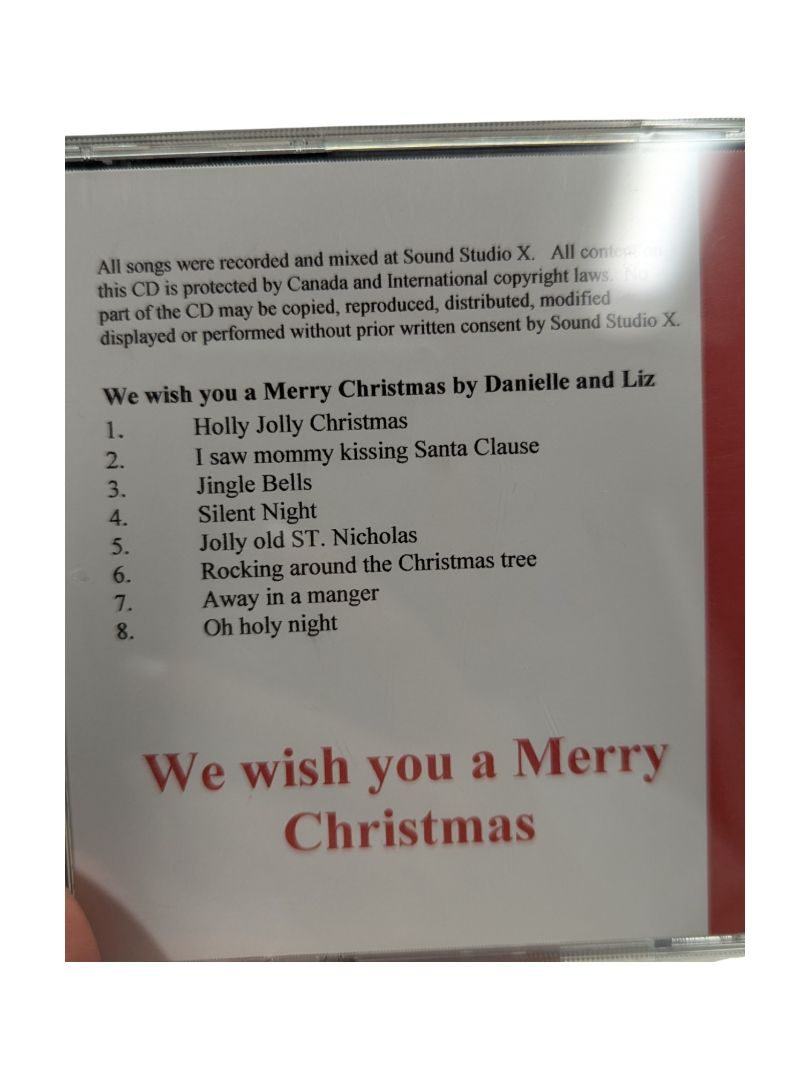 All songs were recorded and mixed at Sound Studio X. All content on
this CD is protected by Canada and International copyright laws. No
part of the CD may be copied, reproduced, distributed, modified
displayed or performed without prior written consent by Sound Studio X.
We wish you a Merry Christmas by Danielle and Liz
1. Holly Jolly Christmas
2. I saw mommy kissing Santa Clause
3. Jingle Bells
4. Silent Night
5. Jolly old ST. Nicholas
6. Rocking around the Christmas tree
7. Away in a manger
8. Oh holy night
We wish you a Merry
Christmas